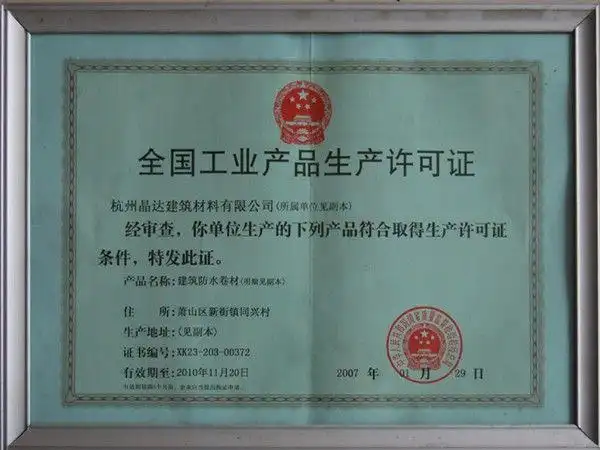 全国工业产品生产许可证
杭州晶达建筑材料有限公司(所属单位见副本)
经审查,你单位生产的下列产品符合取得生产许可证
条件,特发此证。
产品名称:建筑防水卷材(明细见副本)
住 所:萧山区新街镇同兴村
生产地址:(见副本)
证书编号:XK23-203-00372
有效期至:2010年11月20日
2007 年 01 月 29 日